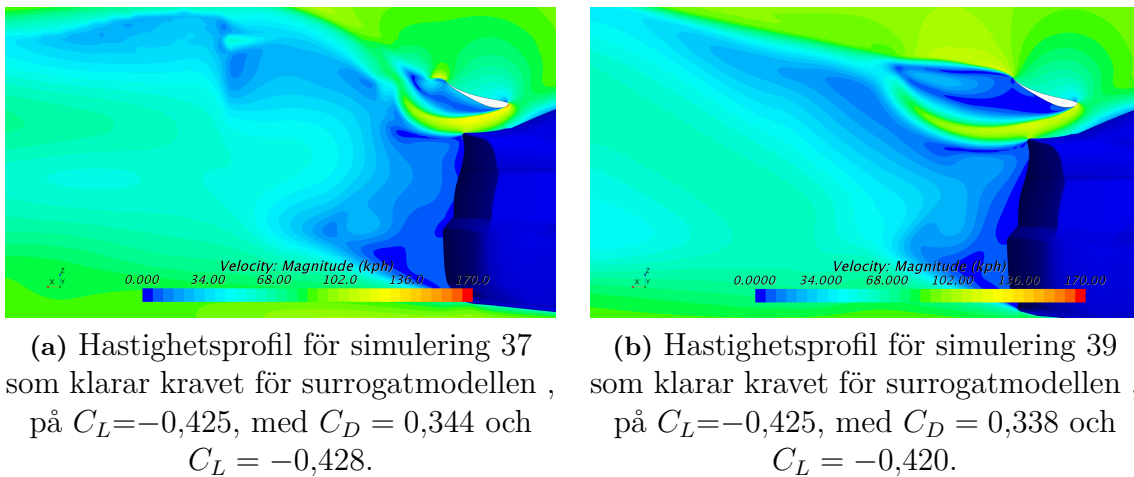 Z
X Y
Velocity: Magnitude (kph)
0.000 34.00 68.00 102.0 136.0 170.0
Z
X Y
Velocity: Magnitude (kph)
0.0000 34.000 68.000 102.00 136.00 170.00
(a) Hastighetsprofil för simulering 37
som klarar kravet för surrogatmodellen ,
på C_L=−0,425, med C_D = 0,344 och
C_L = −0,428.
(b) Hastighetsprofil för simulering 39
som klarar kravet för surrogatmodellen ,
på C_L=−0,425, med C_D = 0,338 och
C_L = −0,420.